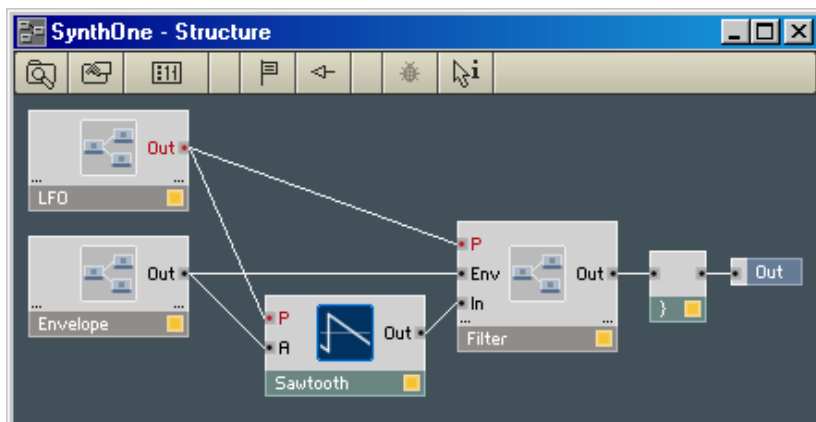 SynthOne - Structure
i
Out
LFO
Out
Envelope
P
A
Out
Sawtooth
P
Env
In
Out
Filter
}
Out